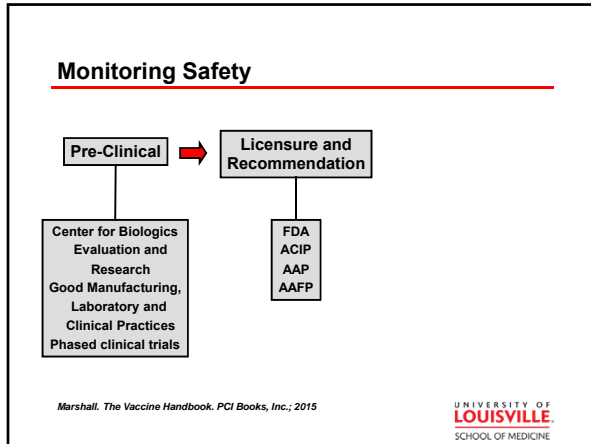 Monitoring Safety
Pre-Clinical
Licensure and
Recommendation
Center for Biologics
Evaluation and
Research
Good Manufacturing,
Laboratory and
Clinical Practices
Phased clinical trials
FDA
ACIP
AAP
AAFP
Marshall. The Vaccine Handbook. PCI Books, Inc.; 2015
UNIVERSITY OF
LOUISVILLE.
SCHOOL OF MEDICINE